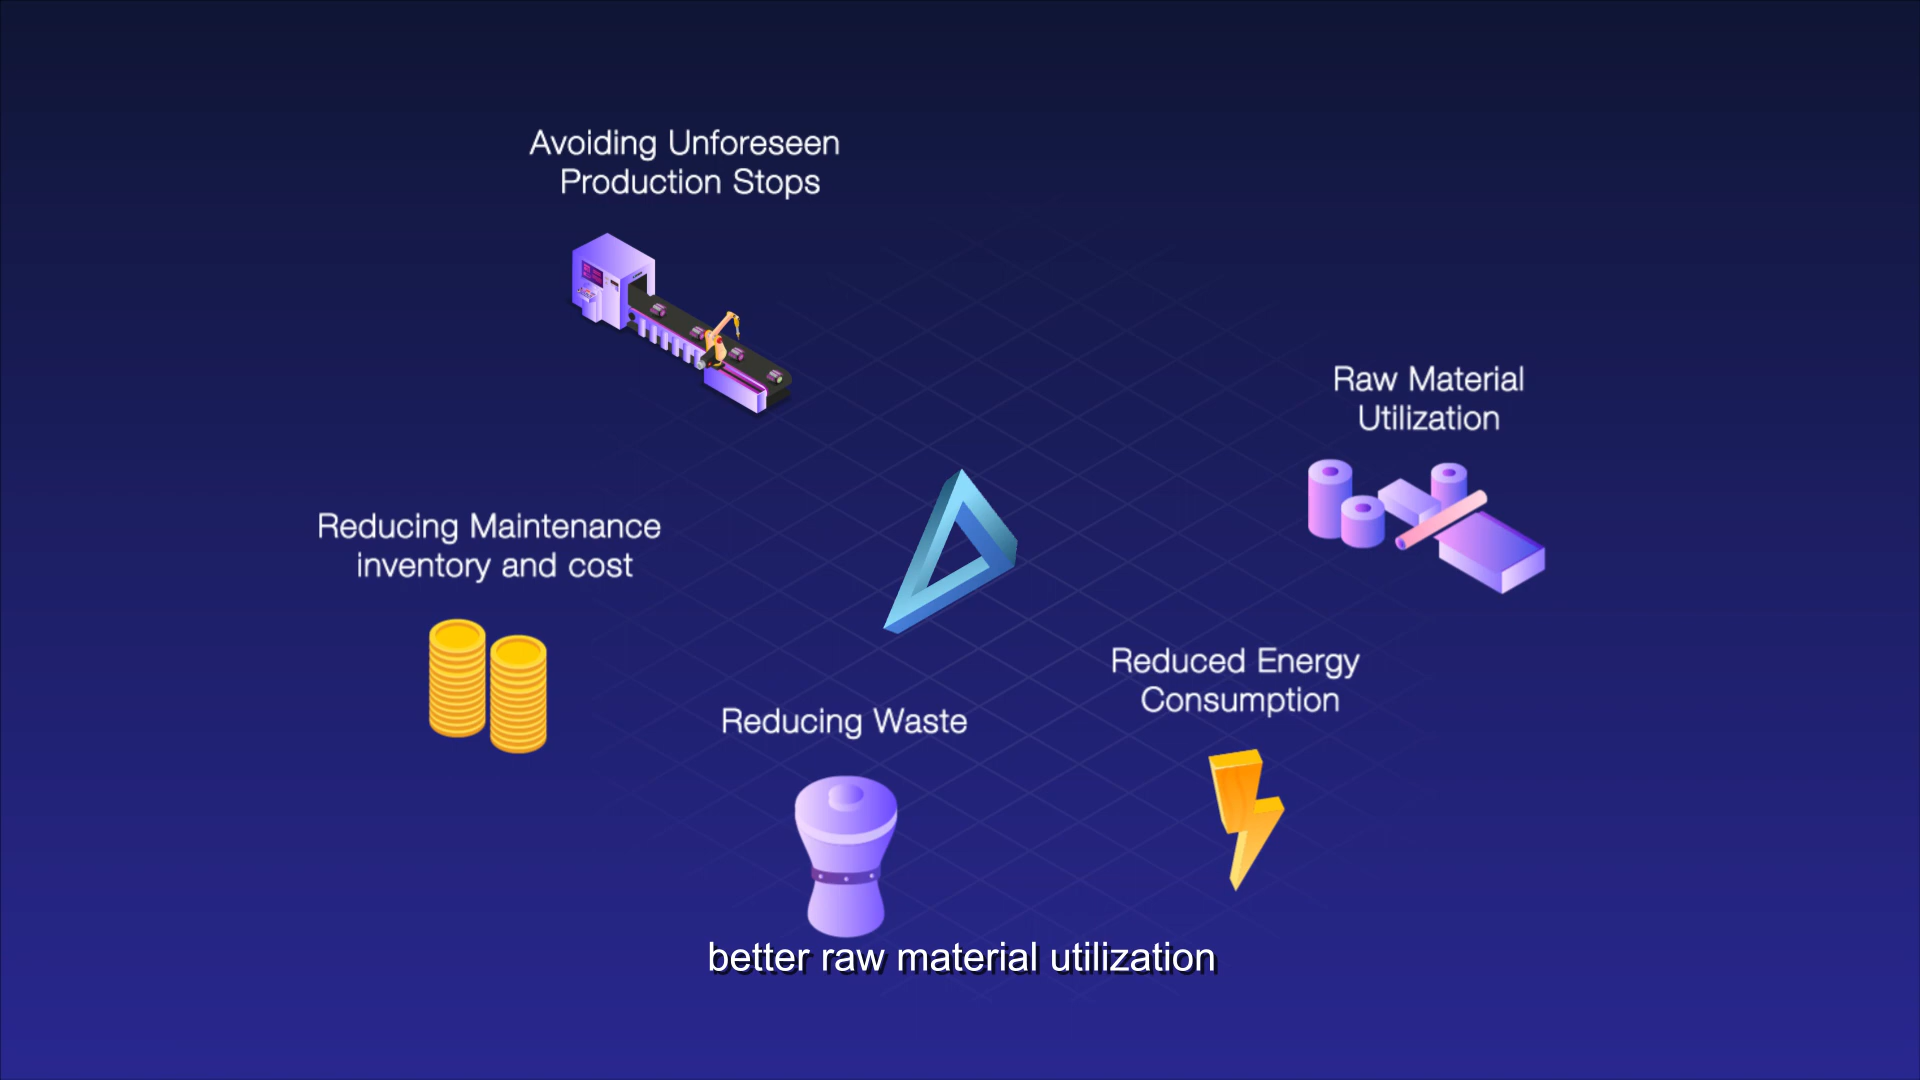 Avoiding Unforeseen
Production Stops
Raw Material
Utilization
Reducing Maintenance
inventory and cost
Reduced Energy
Consumption
Reducing Waste
better raw material utilization